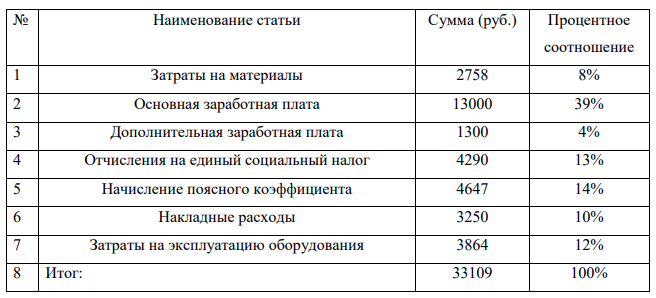 № Наименование статьи Сумма (руб.) Процентное соотношение
1 Затраты на материалы 2758 8%
2 Основная заработная плата 13000 39%
3 Дополнительная заработная плата 1300 4%
4 Отчисления на единый социальный налог 4290 13%
5 Начисление поясного коэффициента 4647 14%
6 Накладные расходы 3250 10%
7 Затраты на эксплуатацию оборудования 3864 12%
8 Итог: 33109 100%